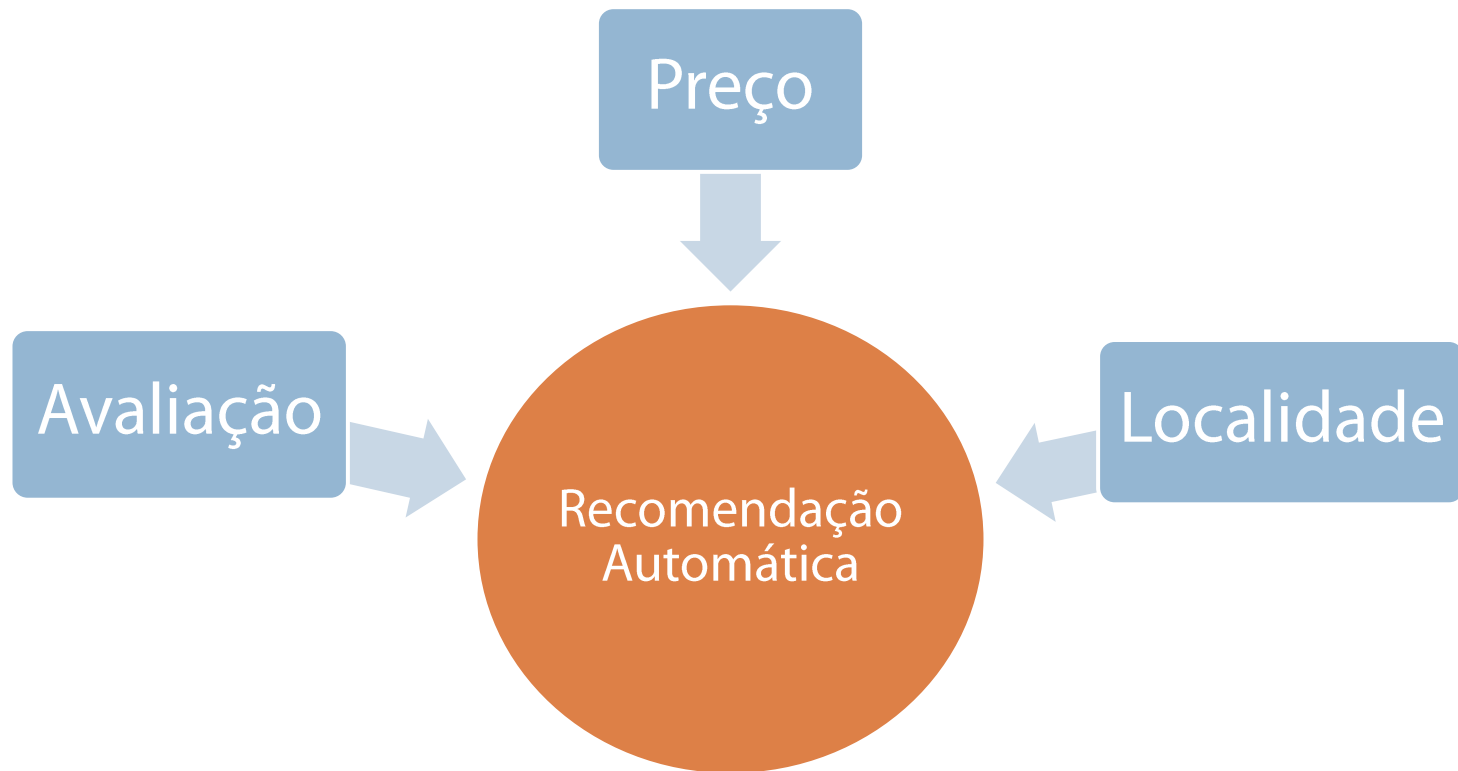 Preço
Avaliação
Localidade
Recomendação
Automática